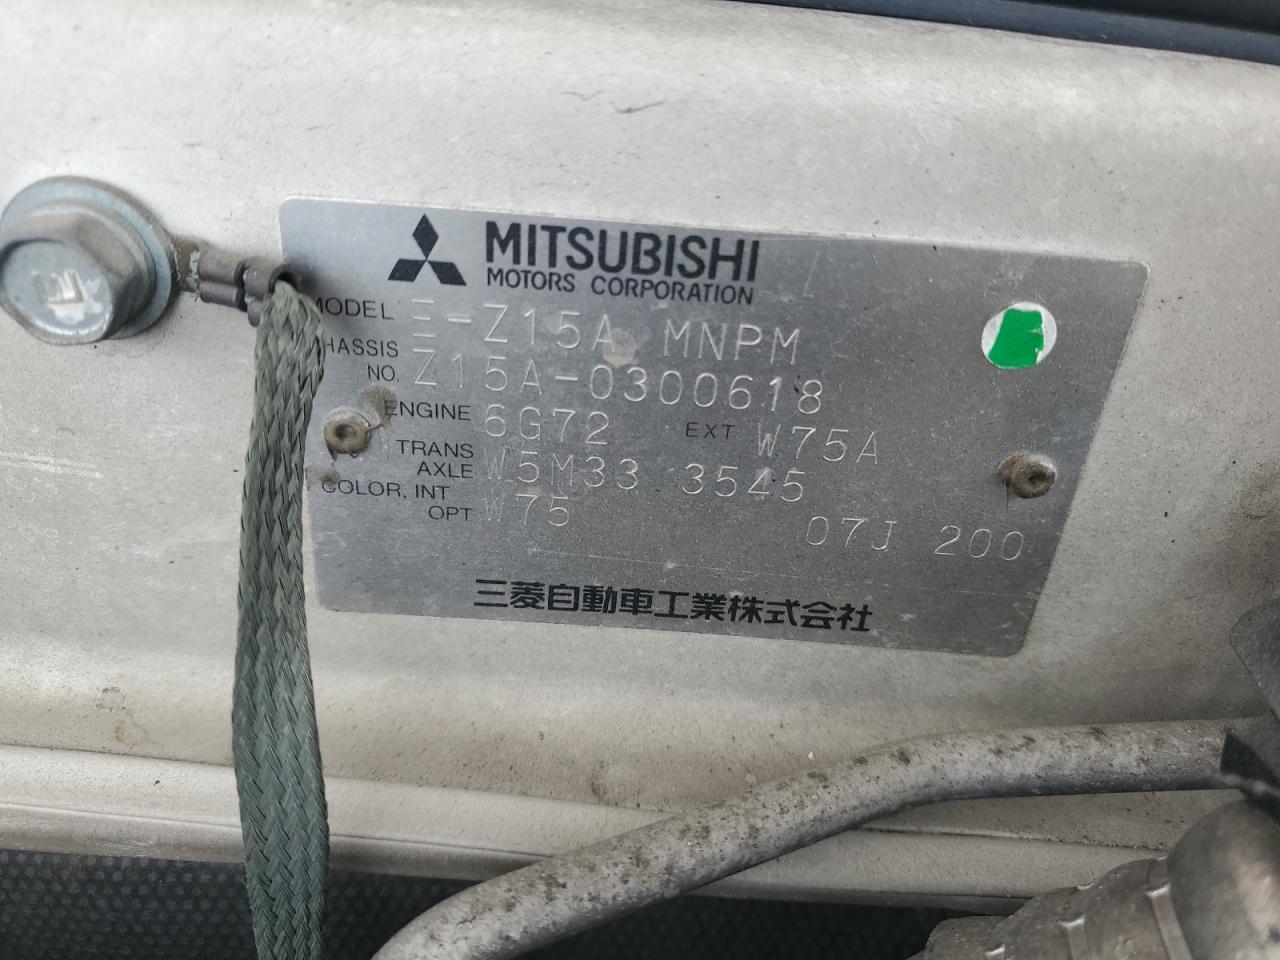 MITSUBISHI
MOTORS CORPORATION
MODEL E-Z15A MNPM
CHASSIS NO. Z15A-0300618
ENGINE 6G72 EXT W75A
TRANS AXLE W5M33 3545
COLOR, INT OPT W75 07J 200
三菱自動車工業株式会社